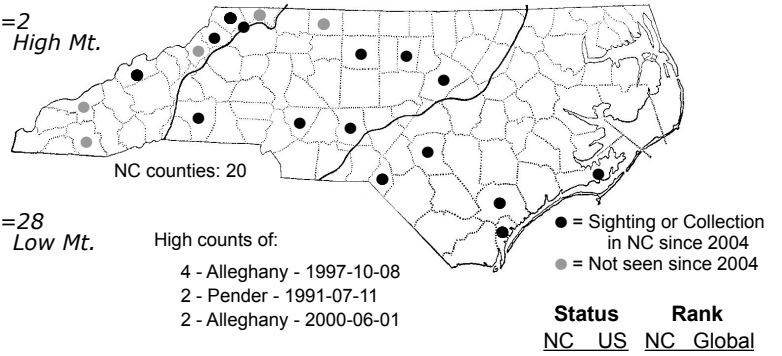 =2
High Mt.
NC counties: 20
=28
Low Mt.
High counts of:
4 - Alleghany - 1997-10-08
2 - Pender - 1991-07-11
2 - Alleghany - 2000-06-01
= Sighting or Collection
in NC since 2004
= Not seen since 2004
Status Rank
NC US NC Global